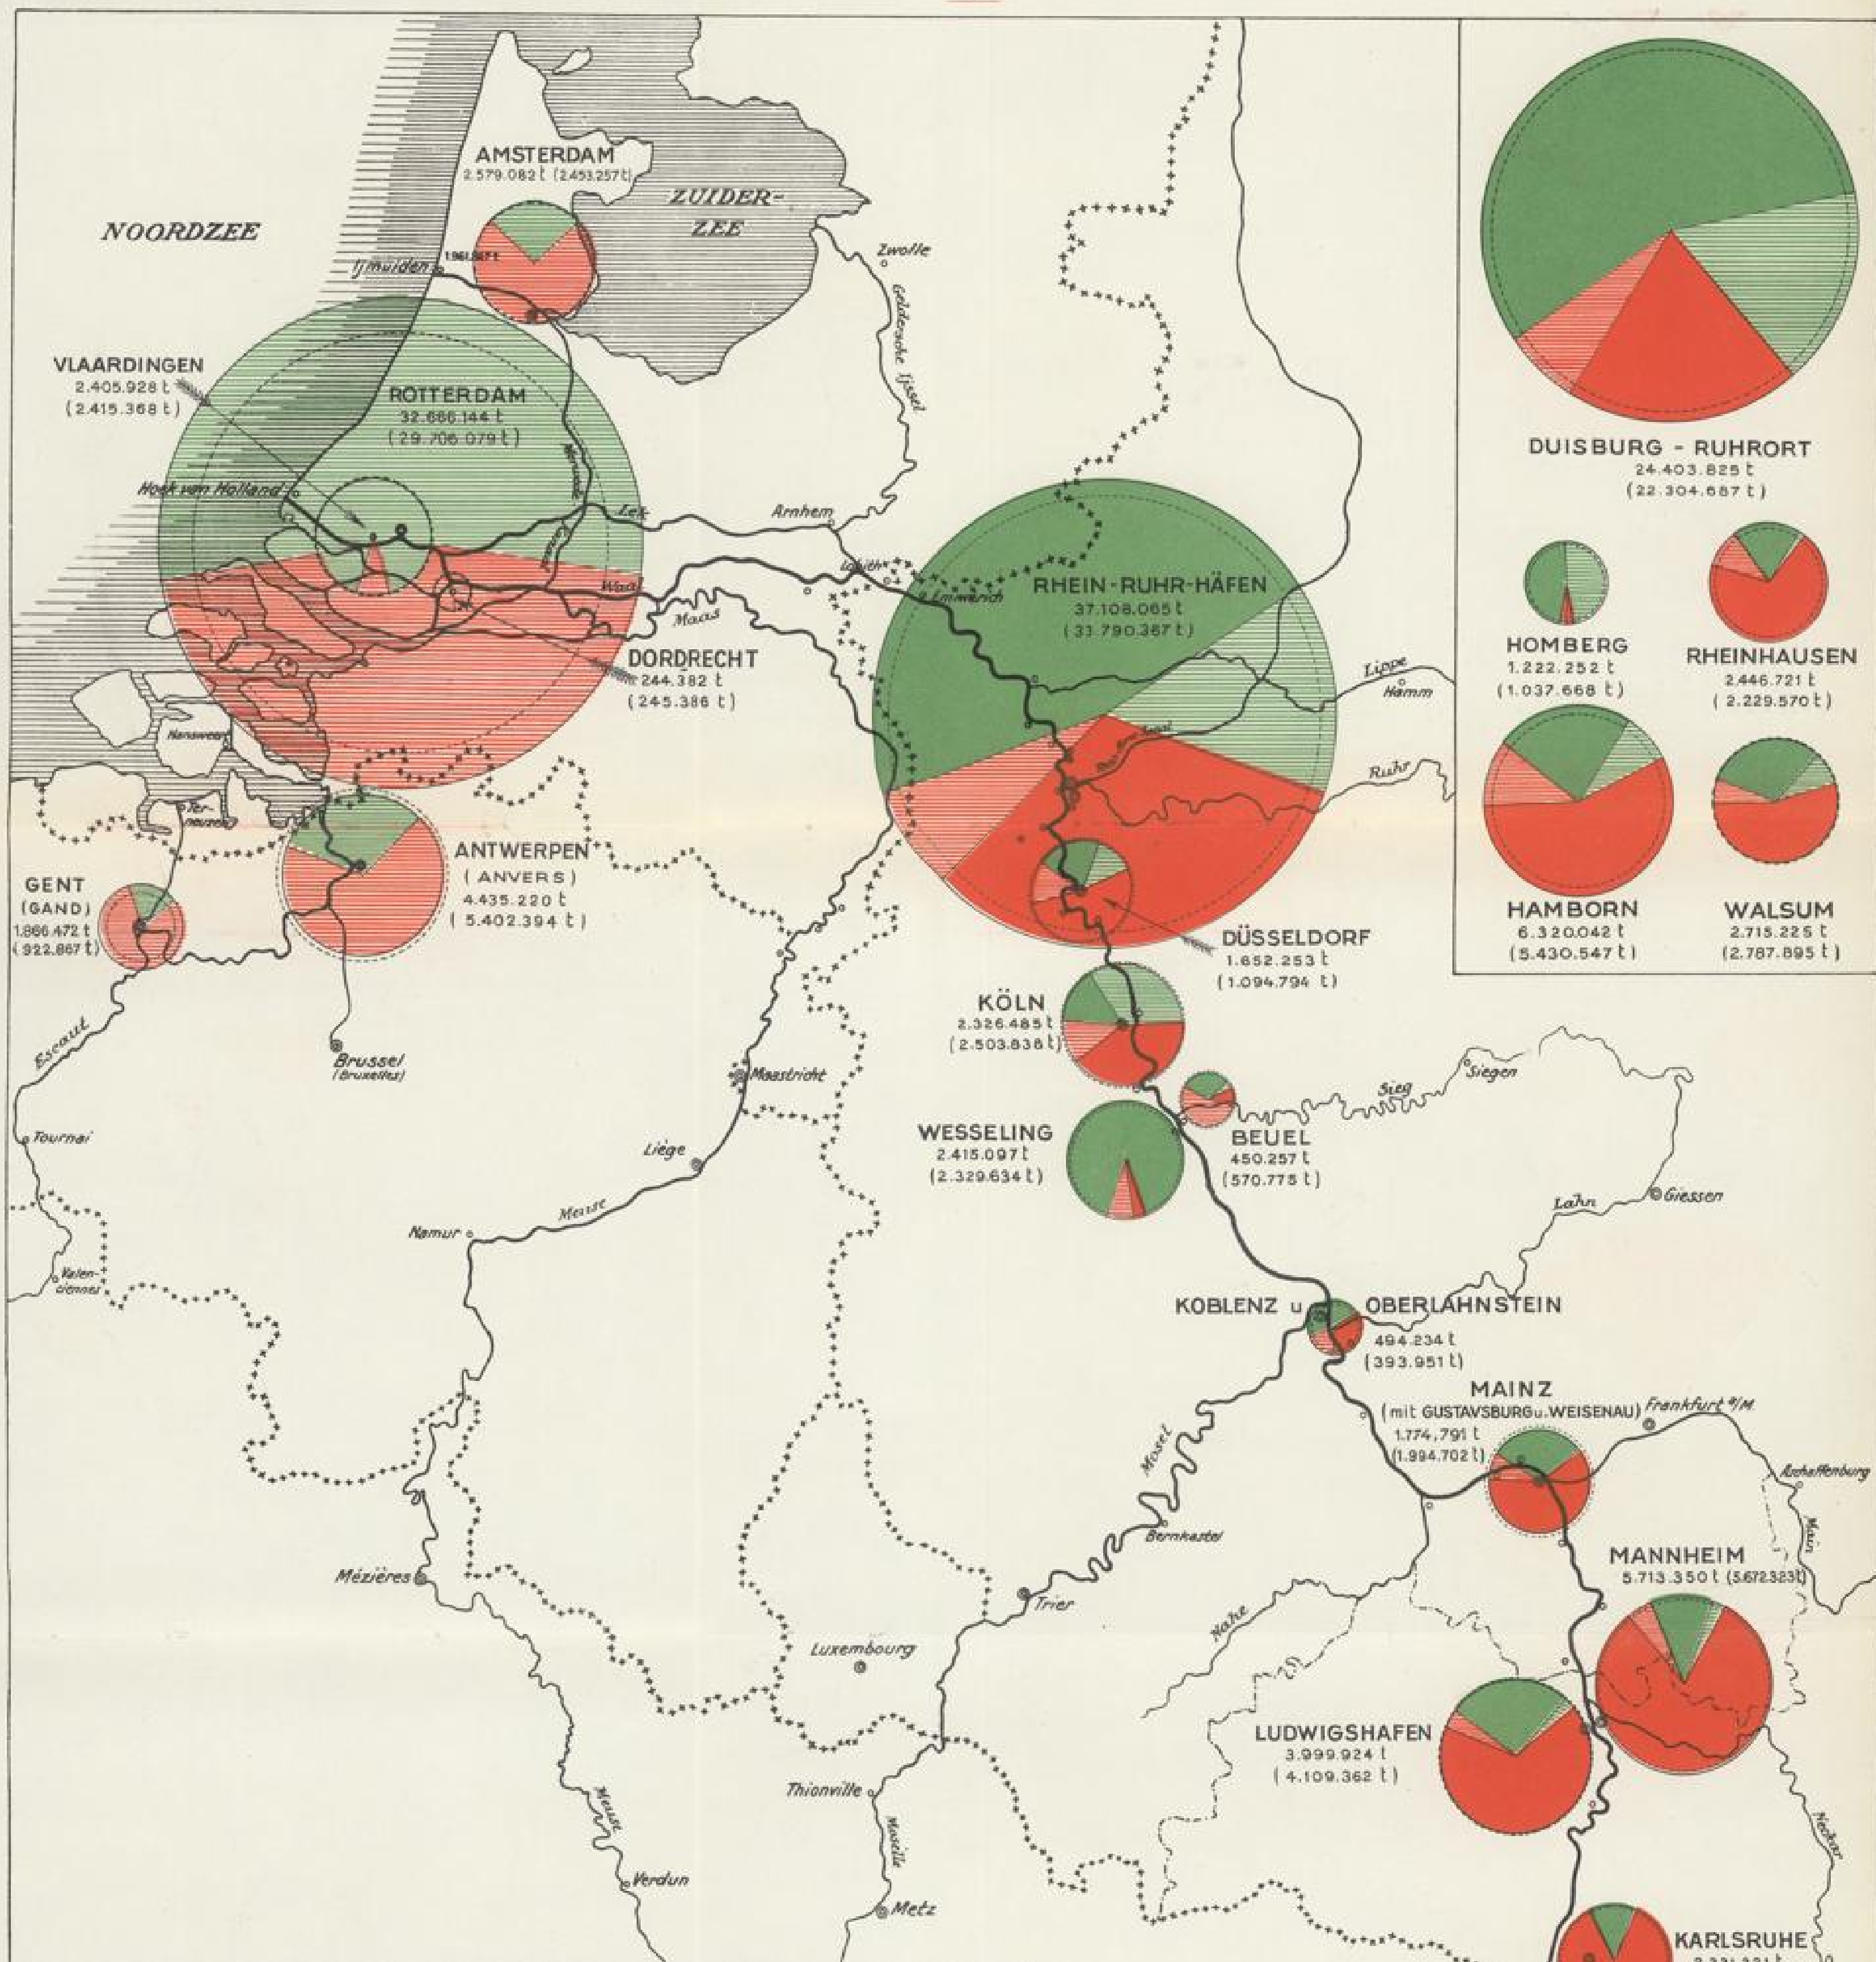 NOORDZEE
ZUIDER-
ZEE
AMSTERDAM
2.579.082 t (2.453.257 t)
Ijmuiden
Zwolle
Geldersche Ijssel
VLAARDINGEN
2.405.928 t
(2.415.368 t)
ROTTERDAM
32.666.144 t
(29.706.079 t)
Hoek van Holland
Lek
Arnhem
Lobith
Emmerich
Waal
Maas
DORDRECHT
244.382 t
(245.386 t)
Hansweert
Ter-
neuzen
GENT
(GAND)
1.866.472 t
(922.867 t)
ANTWERPEN
(ANVERS)
4.435.220 t
(5.402.394 t)
RHEIN-RUHR-HÄFEN
37.108.065 t
(33.790.367 t)
Lippe
Hamm
Ruhr
DUISBURG - RUHRORT
24.403.825 t
(22.304.687 t)
HOMBERG
1.222.252 t
(1.037.668 t)
RHEINHAUSEN
2.446.721 t
(2.229.570 t)
HAMBORN
6.320.042 t
(5.430.547 t)
WALSUM
2.715.225 t
(2.787.895 t)
DÜSSELDORF
1.652.253 t
(1.094.794 t)
KÖLN
2.326.485 t
(2.503.838 t)
WESSELING
2.415.097 t
(2.329.634 t)
BEUEL
450.257 t
(570.775 t)
Sieg
Siegen
Escaut
Brussel
(Bruxelles)
Maastricht
Tournai
Liège
Meuse
Namur
Valen-
ciennes
Lahn
Giessen
KOBLENZ u OBERLAHNSTEIN
494.234 t
(393.951 t)
MAINZ
(mit GUSTAVSBURG u. WEISENAU)
1.774.791 t
(1.994.702 t)
Frankfurt a/M.
Aschaffenburg
Main
Mosel
Bernkastel
Mézières
Trier
Nahe
Luxembourg
MANNHEIM
5.713.350 t (5.672.323 t)
LUDWIGSHAFEN
3.999.924 t
(4.109.362 t)
Thionville
Moselle
Meuse
Verdun
Metz
Neckar
KARLSRUHE